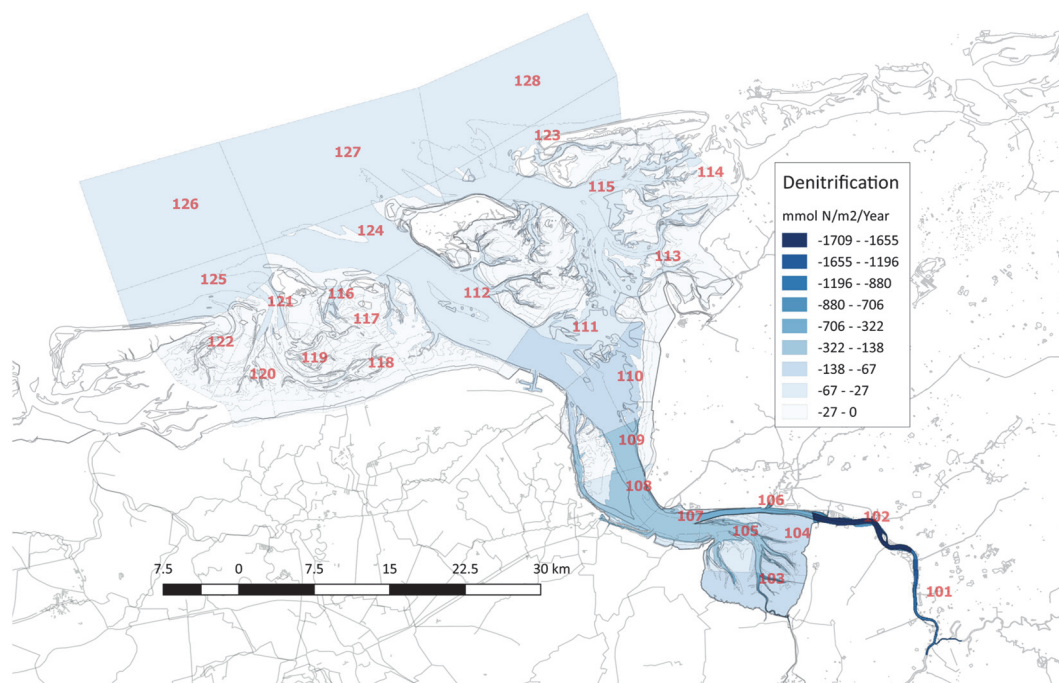 128
123
127
114
115
126
124
113
125
116
112
121
117
111
122
119
118
120
110
109
108
107
106
102
105
104
103
101
Denitrification
mmol N/m2/Year
-1709 - -1655
-1655 - -1196
-1196 - -880
-880 - -706
-706 - -322
-322 - -138
-138 - -67
-67 - -27
-27 - 0
7.5 0 7.5 15 22.5 30 km